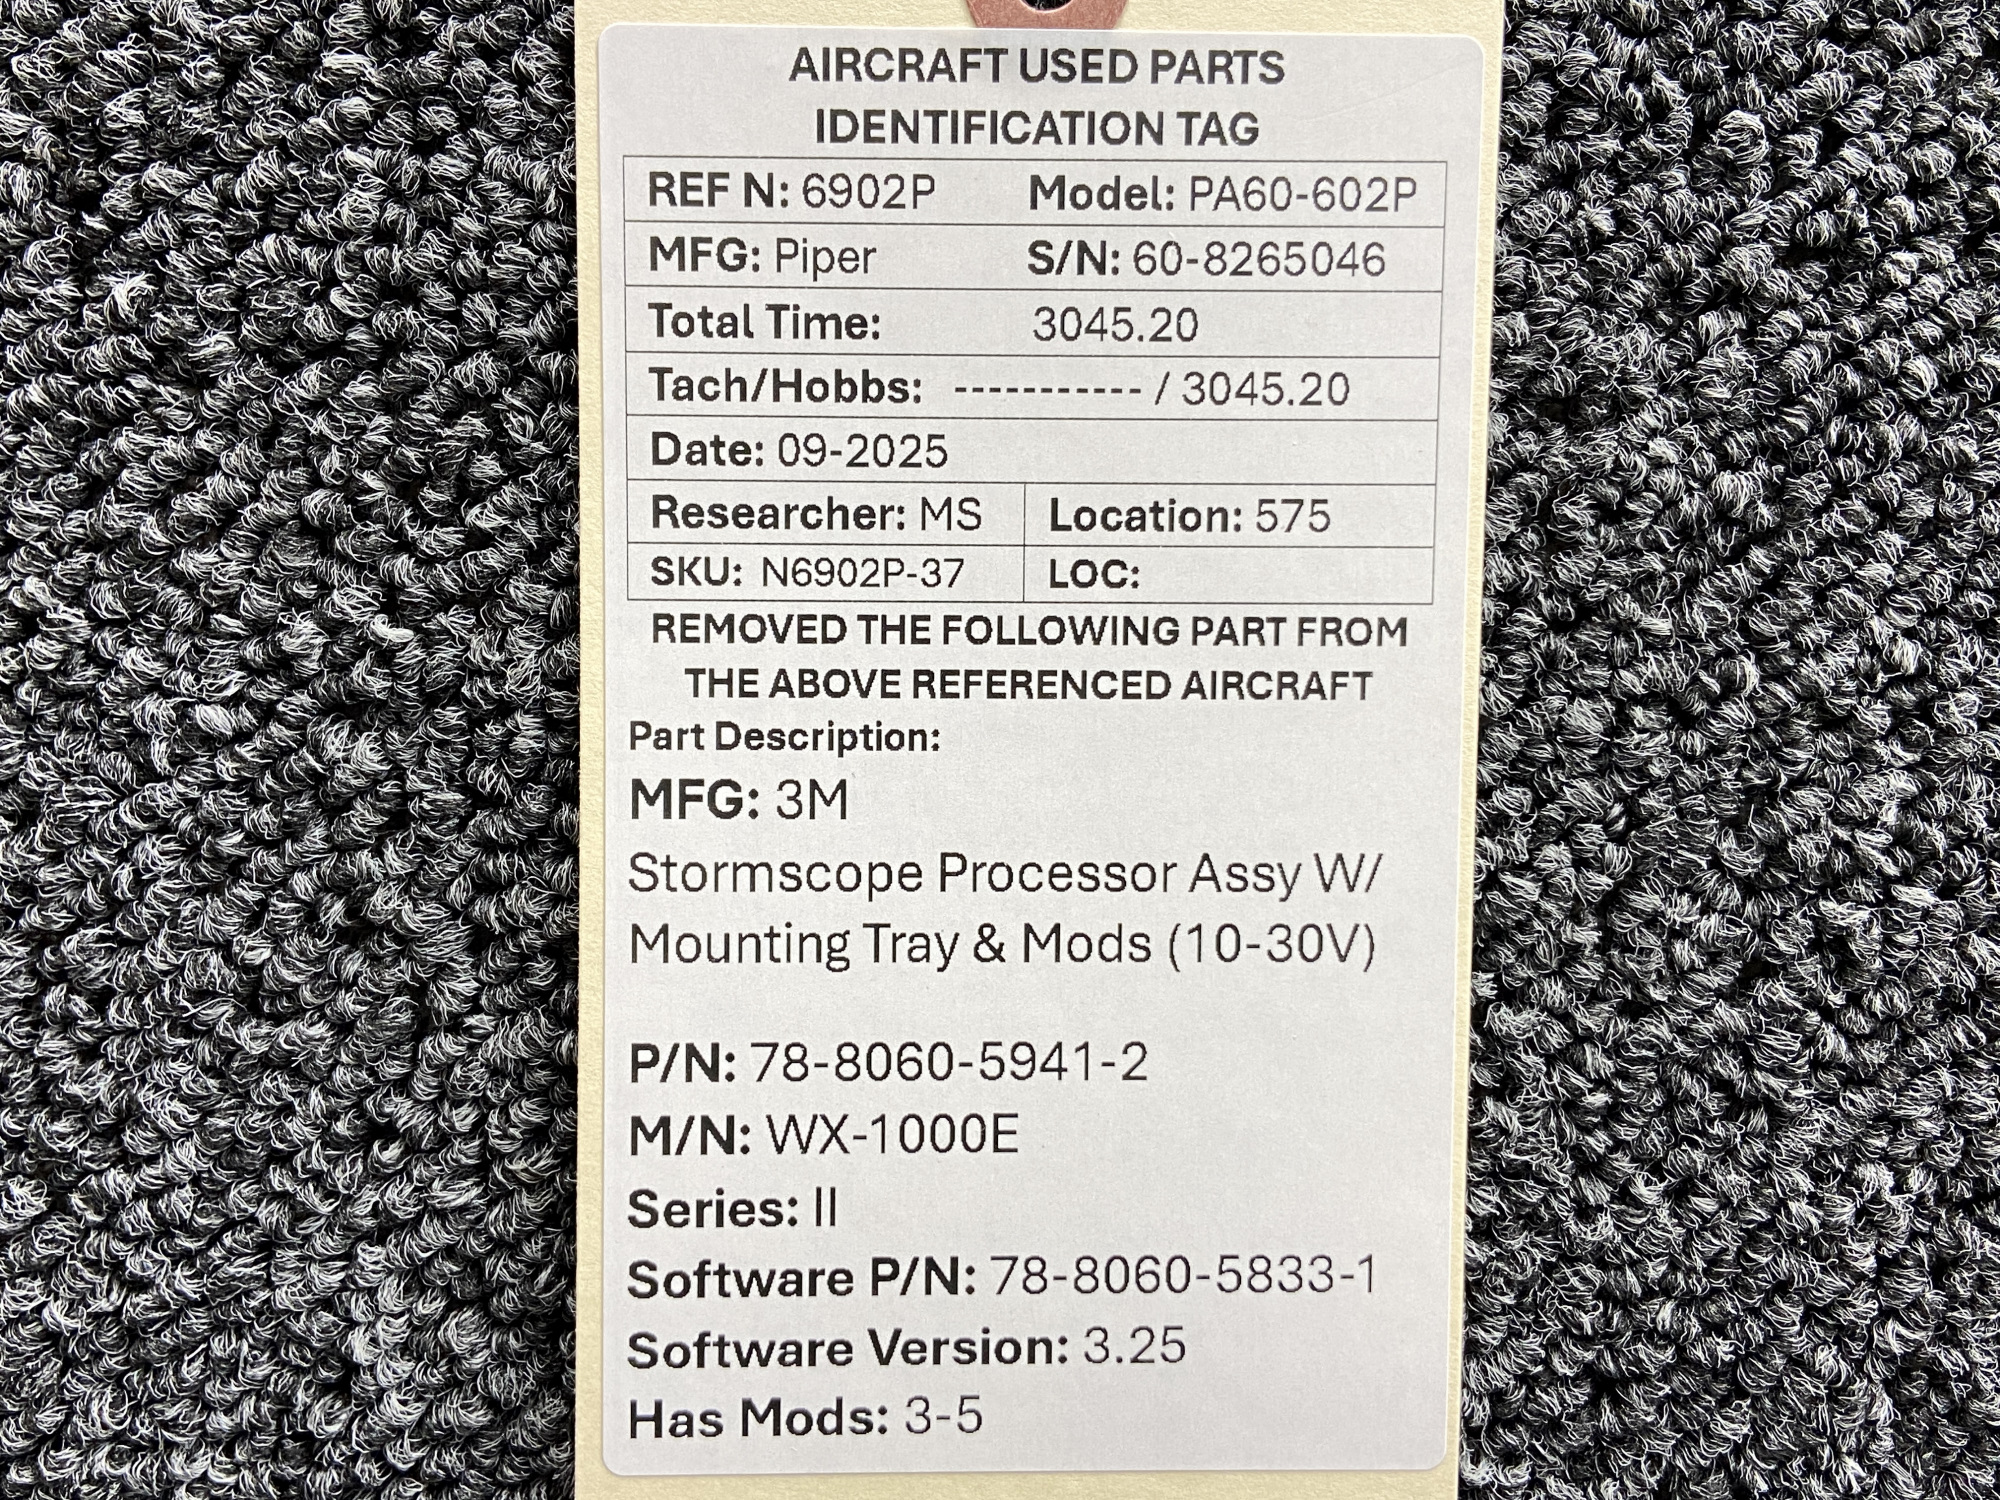 AIRCRAFT USED PARTS
IDENTIFICATION TAG
REF N: 6902P Model: PA60-602P
MFG: Piper S/N: 60-8265046
Total Time: 3045.20
Tach/Hobbs: ----------- / 3045.20
Date: 09-2025
Researcher: MS Location: 575
SKU: N6902P-37 LOC:
REMOVED THE FOLLOWING PART FROM
THE ABOVE REFERENCED AIRCRAFT
Part Description:
MFG: 3M
Stormscope Processor Assy W/
Mounting Tray & Mods (10-30V)
P/N: 78-8060-5941-2
M/N: WX-1000E
Series: II
Software P/N: 78-8060-5833-1
Software Version: 3.25
Has Mods: 3-5